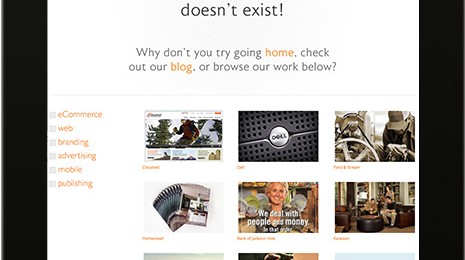 doesn't exist!
Why don't you try going home, check
out our blog, or browse our work below?
eCommerce
web
branding
advertising
mobile
publishing
DELL
Cloudveil
Dell
Field & Stream
We deal with
people and money.
In that order.
Homestead
Bank of Jackson Hole